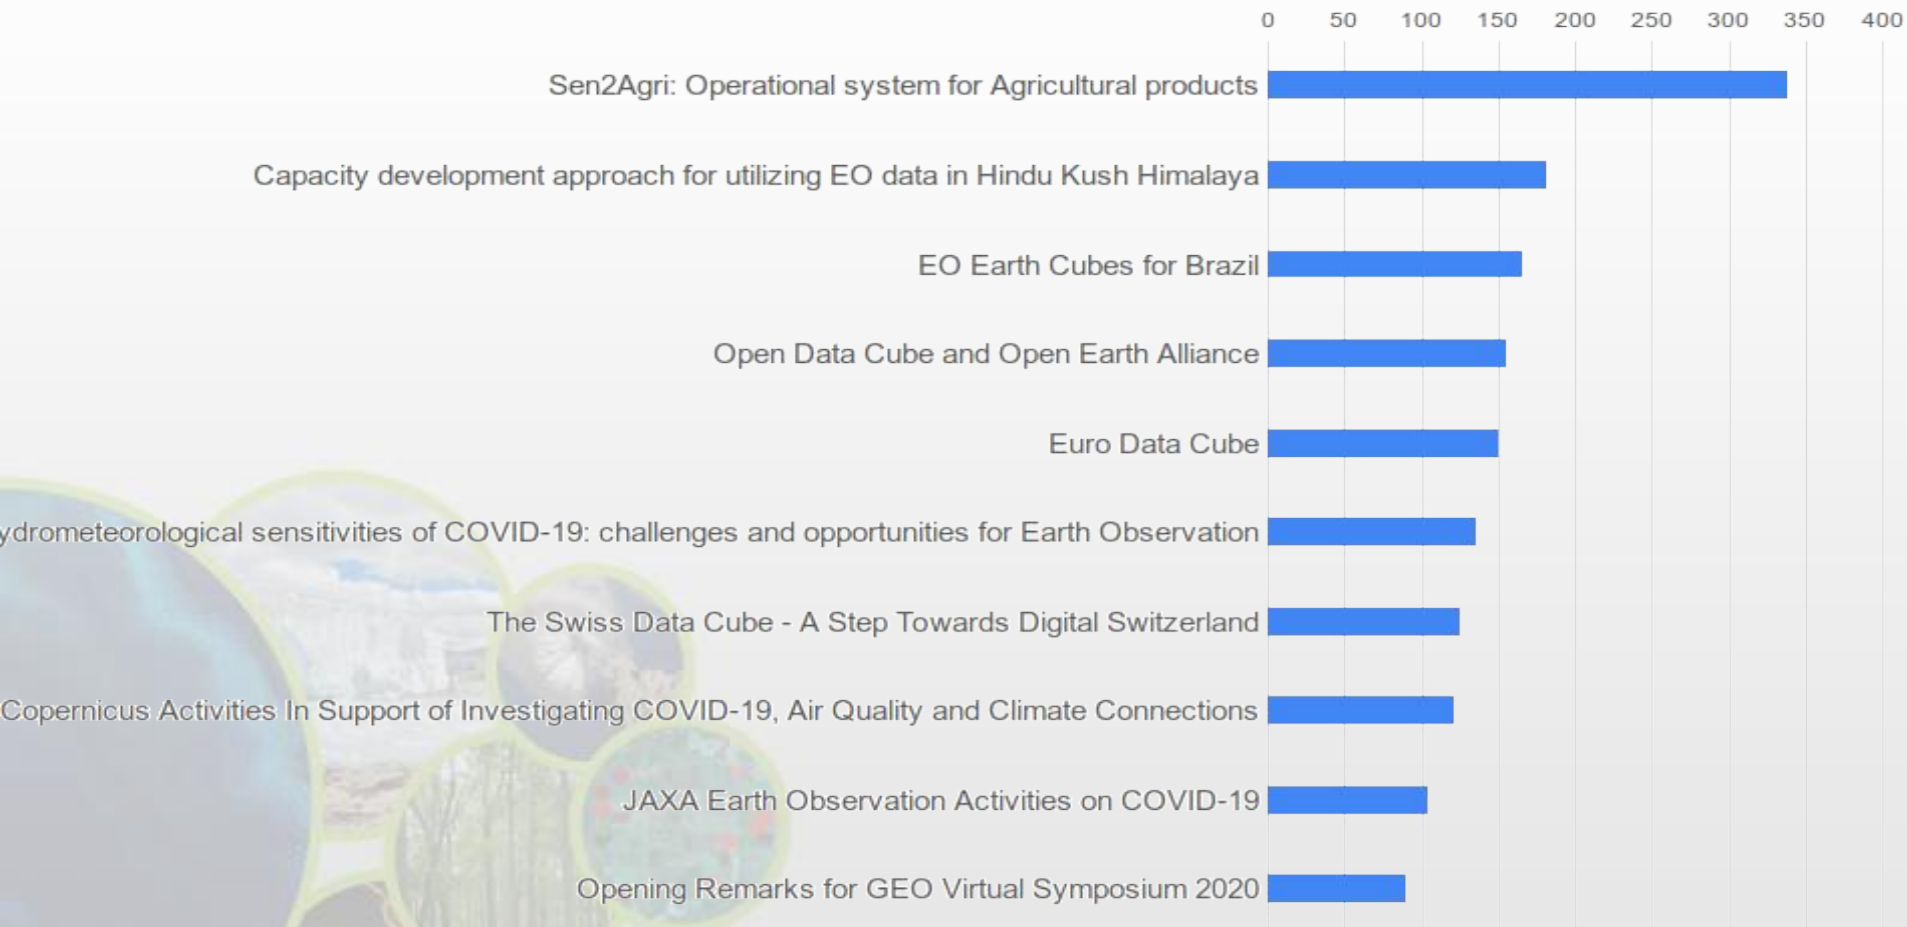 0 50 100 150 200 250 300 350 400
Sen2Agri: Operational system for Agricultural products
Capacity development approach for utilizing EO data in Hindu Kush Himalaya
EO Earth Cubes for Brazil
Open Data Cube and Open Earth Alliance
Euro Data Cube
ydrometeorological sensitivities of COVID-19: challenges and opportunities for Earth Observation
The Swiss Data Cube - A Step Towards Digital Switzerland
Copernicus Activities In Support of Investigating COVID-19, Air Quality and Climate Connections
JAXA Earth Observation Activities on COVID-19
Opening Remarks for GEO Virtual Symposium 2020